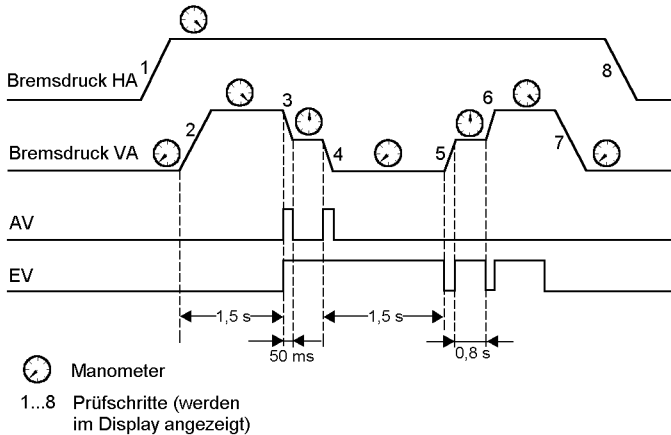 1
8
Bremsdruck HA
2
3
6
Bremsdruck VA
4
5
7
AV
EV
1,5 s
1,5 s
50 ms
0,8 s
Manometer
1...8 Prüfschritte (werden
im Display angezeigt)